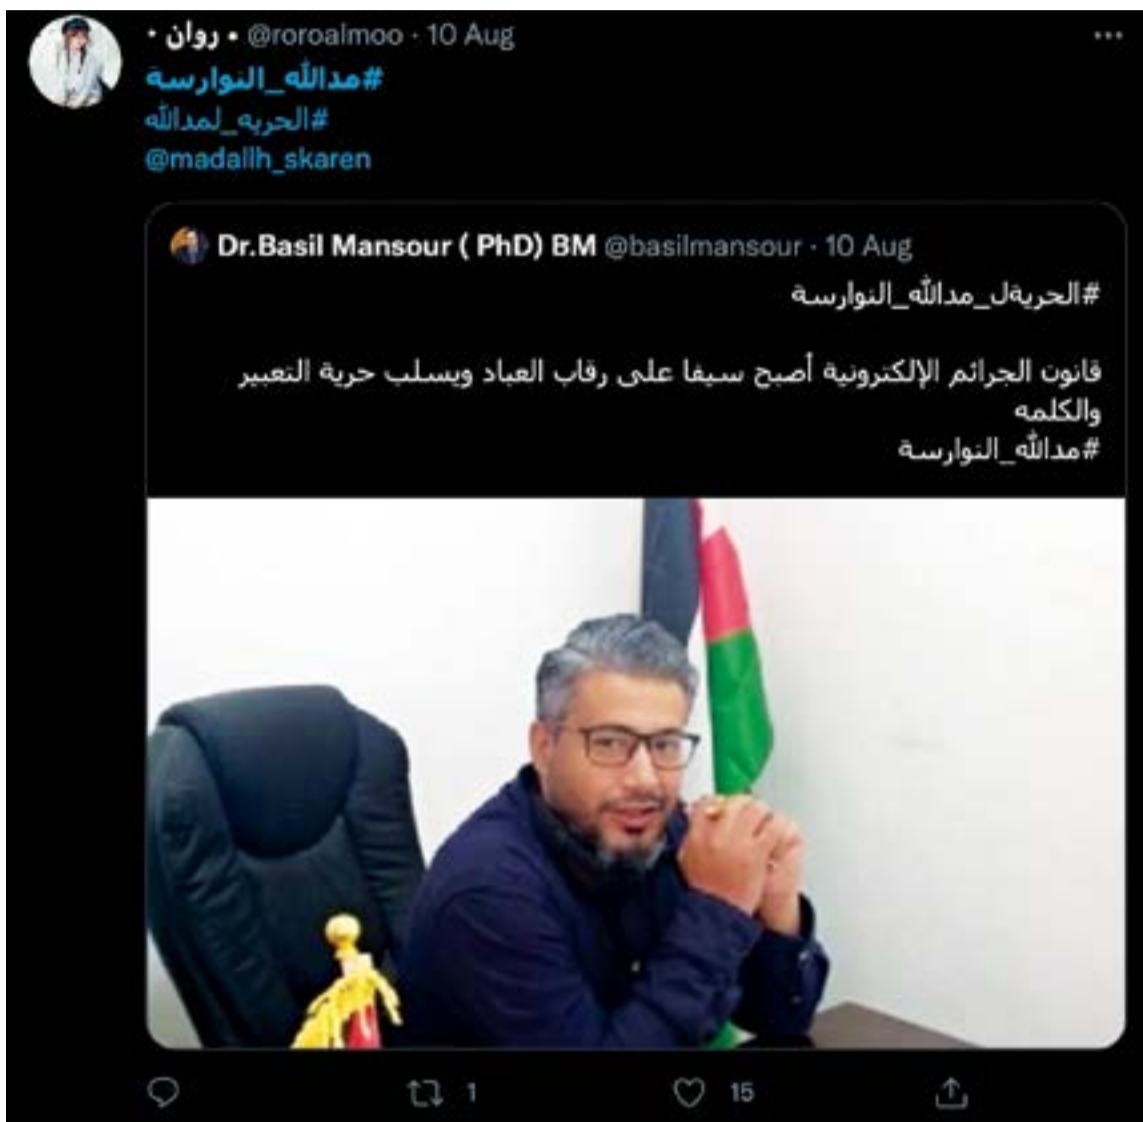 • روان • @roroalmoo · 10 Aug
#مدالله_النوارسة
#الحريه_لمدالله
@madallh_skaren
Dr.Basil Mansour ( PhD) BM @basilmansour · 10 Aug
#الحريةل_مدالله_النوارسة
قانون الجرائم الإلكترونية أصبح سيفا على رقاب العباد ويسلب حرية التعبير
والكلمه
#مدالله_النوارسة
1 15